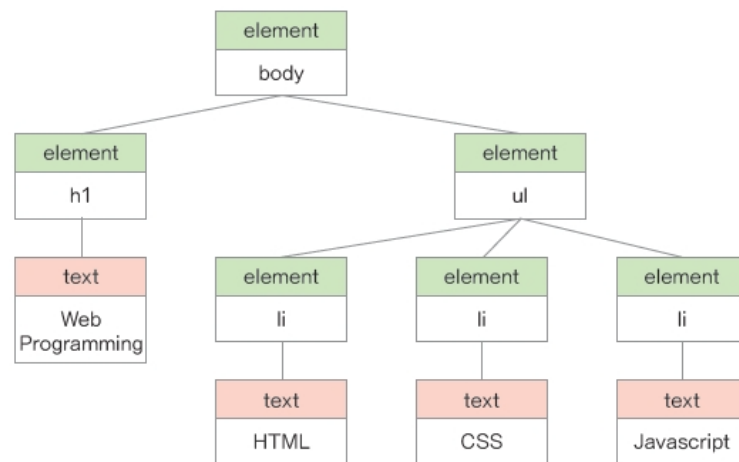 element
body
element
element
h1
ul
text
element
element
element
Web
Programming
li
li
li
text
text
text
HTML
CSS
Javascript